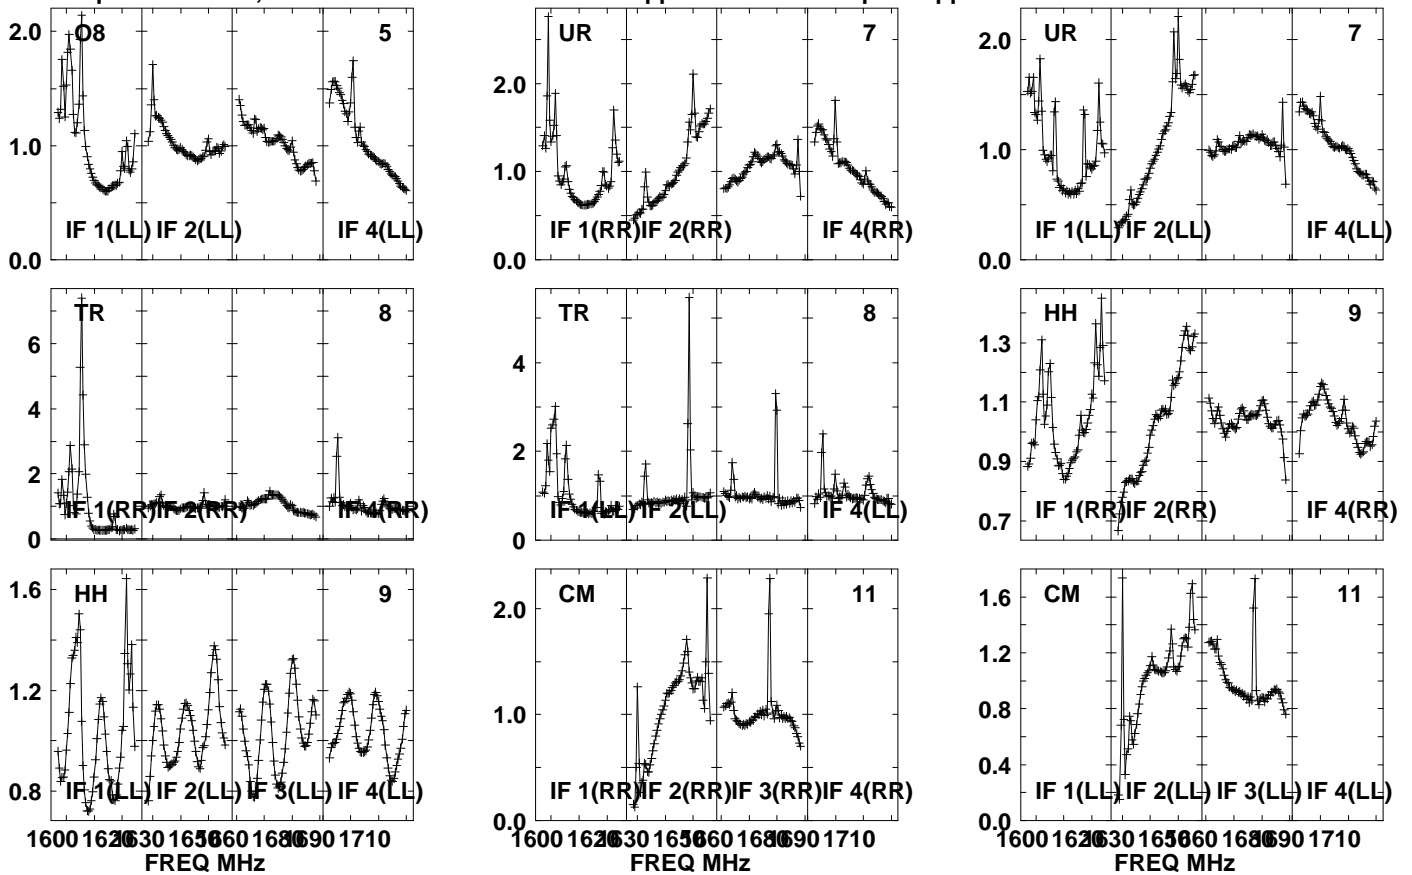 O8 5
2.0
1.0
0.0
IF 1(LL) IF 2(LL) IF 4(LL)
UR 7
2.0
1.0
0.0
IF 1(RR) IF 2(RR) IF 4(RR)
UR 7
2.0
1.0
0.0
IF 1(LL) IF 2(LL) IF 4(LL)
TR 8
6
4
2
0
IF 1(RR) IF 2(RR) IF 4(RR)
TR 8
4
2
0
IF 1(LL) IF 2(LL) IF 4(LL)
HH 9
1.3
1.1
0.9
0.7
IF 1(RR) IF 2(RR) IF 4(RR)
HH 9
1.6
1.2
0.8
IF 1(LL) IF 2(LL) IF 3(LL) IF 4(LL)
1600 1620 1630 1650 1660 1680 1690 1710
FREQ MHz
CM 11
2.0
1.0
0.0
IF 1(RR) IF 2(RR) IF 3(RR) IF 4(RR)
1600 1620 1630 1650 1660 1680 1690 1710
FREQ MHz
CM 11
1.6
1.2
0.8
0.4
0.0
IF 1(LL) IF 2(LL) IF 3(LL) IF 4(LL)
1600 1620 1630 1650 1660 1680 1690 1710
FREQ MHz